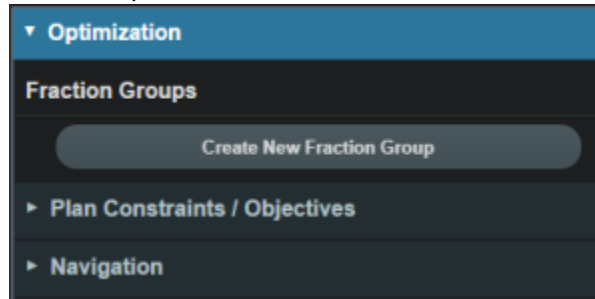 Optimization
Fraction Groups
Create New Fraction Group
Plan Constraints / Objectives
Navigation